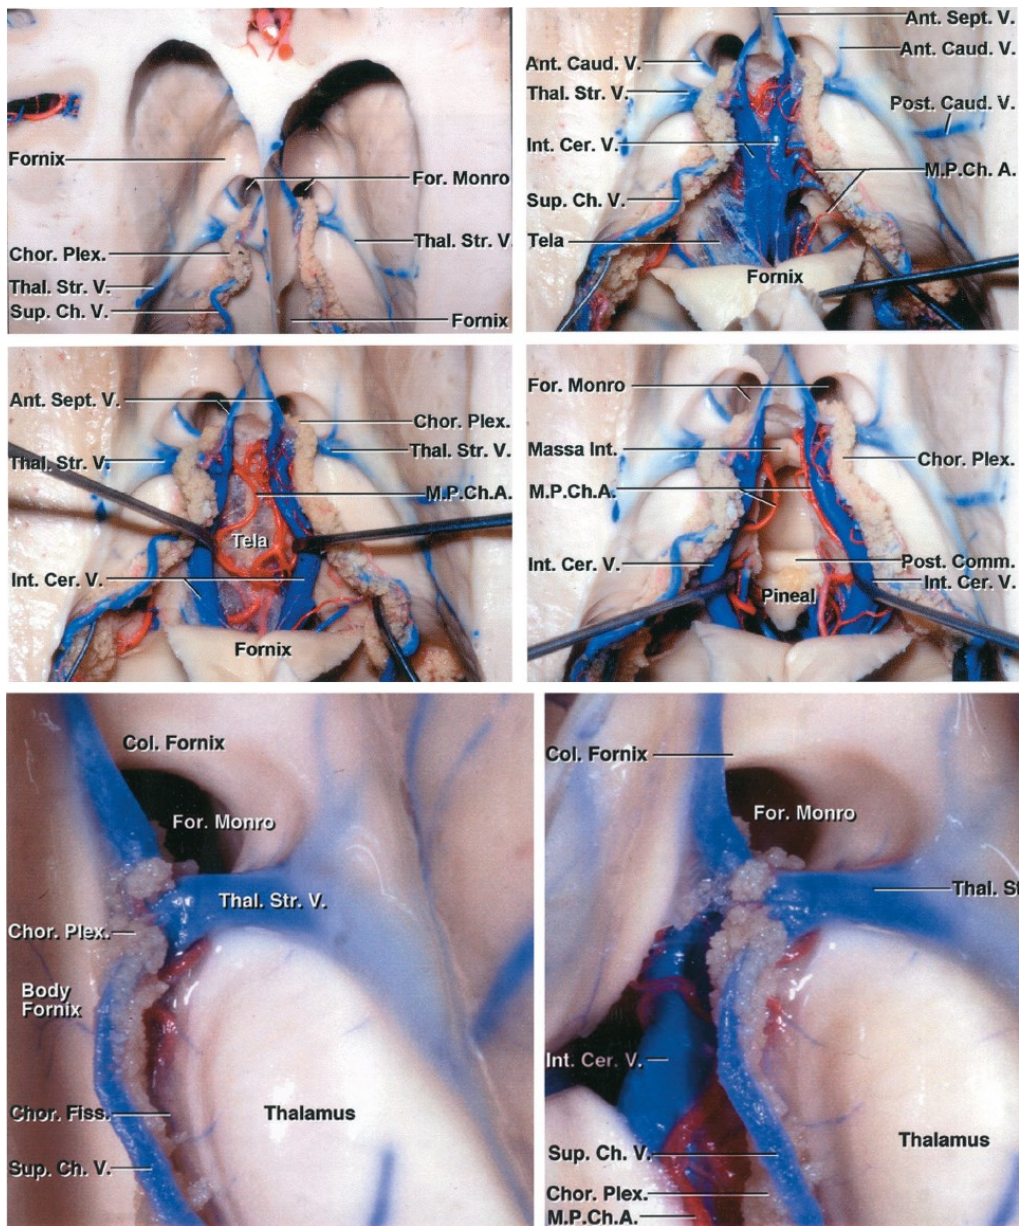 Fornix
For. Monro
Chor. Plex.
Thal. Str. V.
Thal. Str. V.
Sup. Ch. V.
Fornix
Ant. Sept. V.
Ant. Caud. V.
Ant. Caud. V.
Thal. Str. V.
Post. Caud. V.
Int. Cer. V.
M.P.Ch. A.
Sup. Ch. V.
Tela
Fornix
Ant. Sept. V.
Chor. Plex.
Thal. Str. V.
Thal. Str. V.
M.P.Ch.A.
Tela
Int. Cer. V.
Fornix
For. Monro
Massa Int.
Chor. Plex.
M.P.Ch.A.
Post. Comm.
Int. Cer. V.
Int. Cer. V.
Pineal
Col. Fornix
For. Monro
Thal. Str. V.
Chor. Plex.
Body
Fornix
Chor. Fiss.
Thalamus
Sup. Ch. V.
Col. Fornix
For. Monro
Thal. St
Int. Cer. V.
Thalamus
Sup. Ch. V.
Chor. Plex.
M.P.Ch.A.